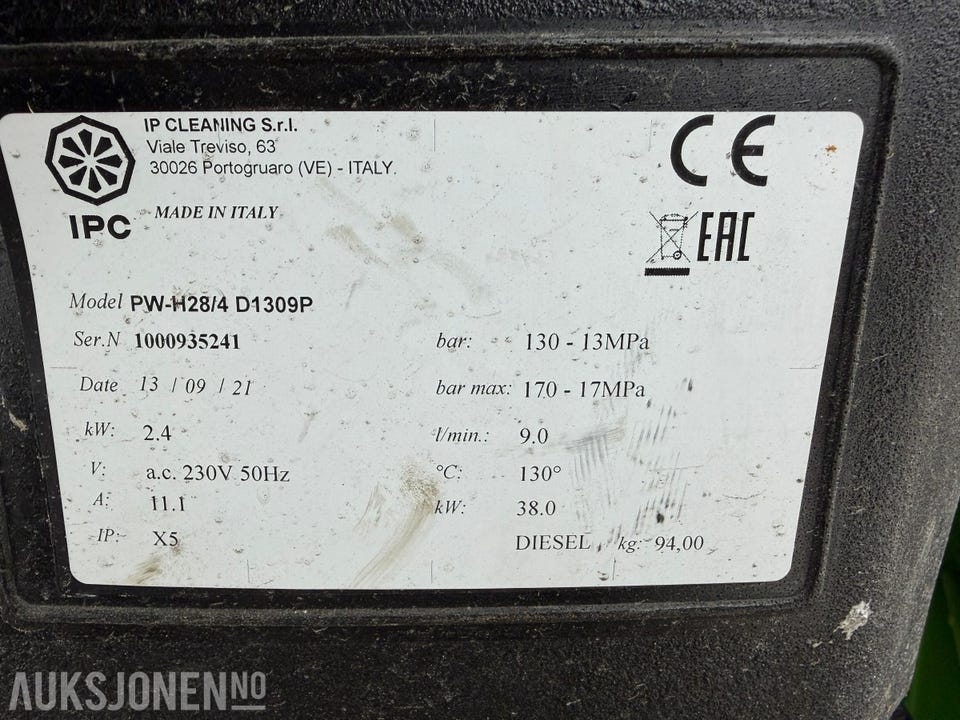 IP CLEANING S.r.l.
Viale Treviso, 63
30026 Portogruaro (VE) - ITALY.
IPC
MADE IN ITALY
CE
EAC
Model PW-H28/4 D1309P
Ser.N 1000935241
Date 13 / 09 / 21
kW: 2.4
V: a.c. 230V 50Hz
A: 11.1
IP: X5
bar: 130 - 13MPa
bar max: 170 - 17MPa
l/min.: 9.0
°C: 130°
kW: 38.0
DIESEL kg: 94,00
AUKSJONEN.NO